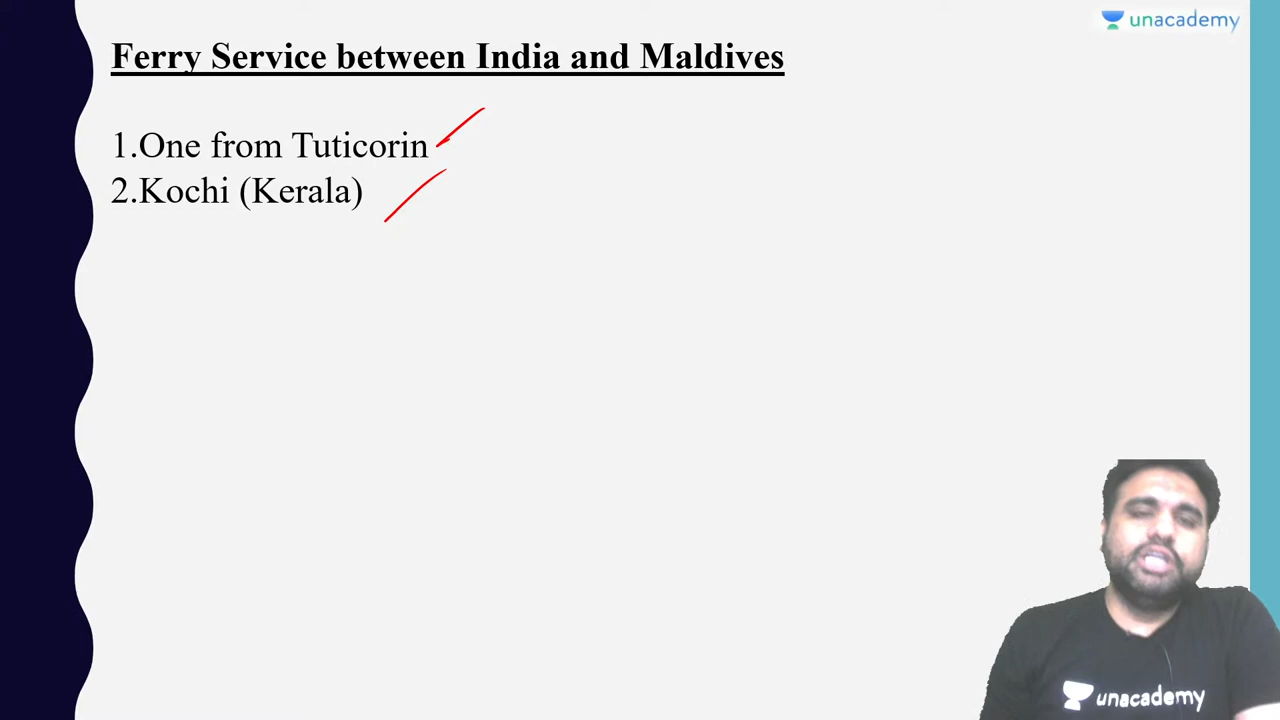 unacademy
Ferry Service between India and Maldives
1.One from Tuticorin
2.Kochi (Kerala)
unacademy